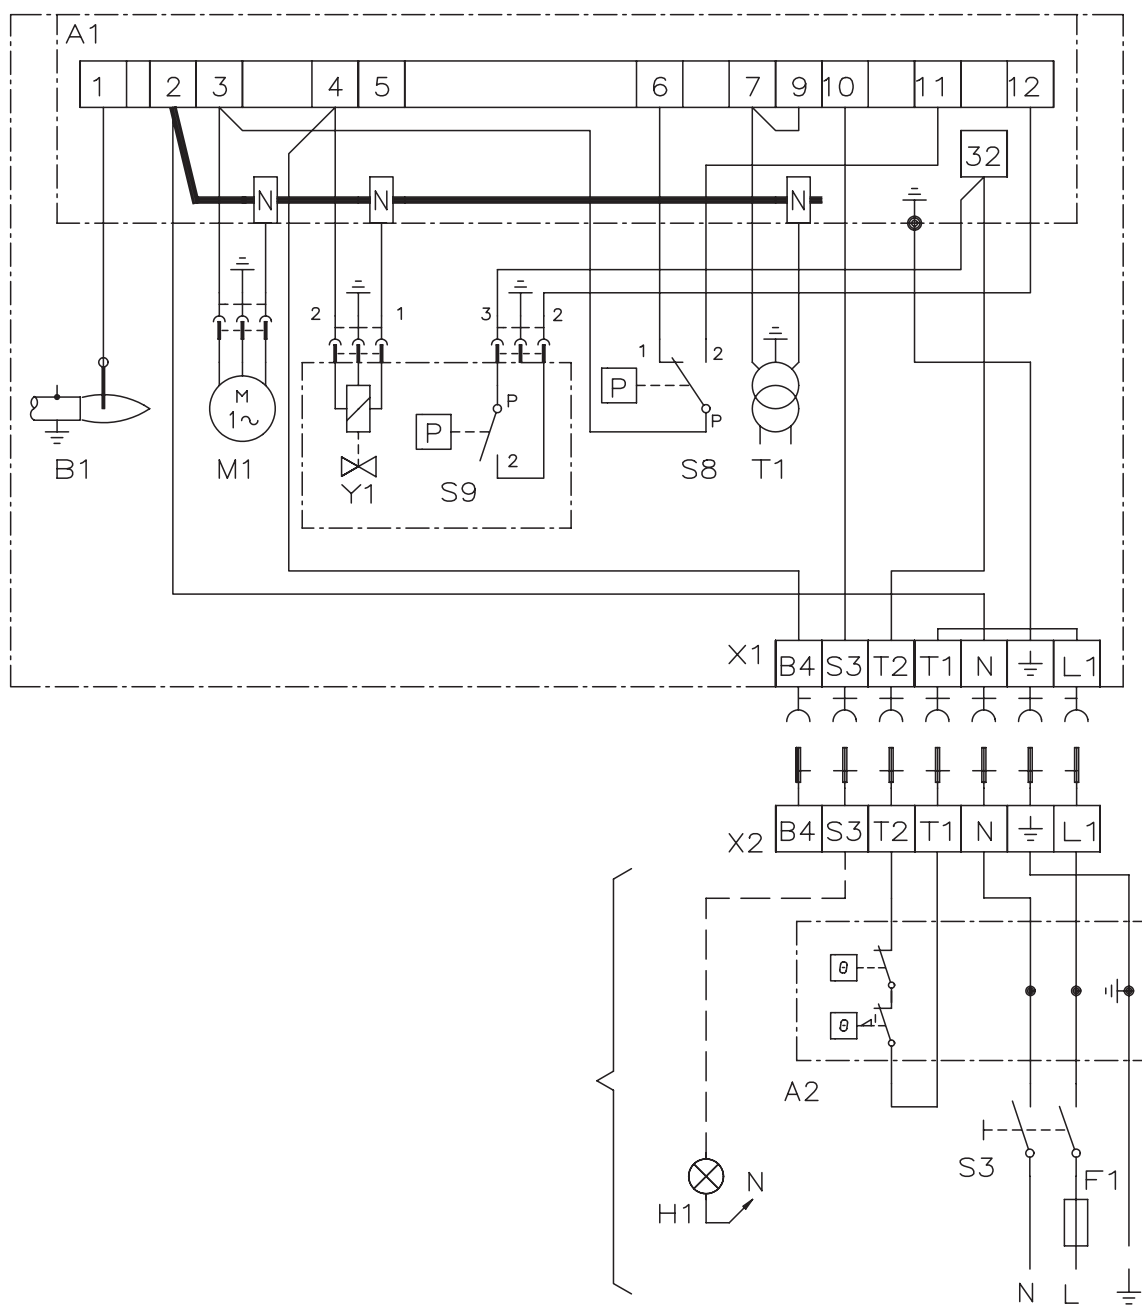 A1
1 2 3 4 5 6 7 9 10 11 12
32
N N N
2 1 3 2
1 2
P
M
1~
P
P
P
2
B1 M1 Y1 S9 S8 T1
X1 B4 S3 T2 T1 N L1
X2 B4 S3 T2 T1 N L1
θ
θ
A2
S3 F1
H1 N
N L